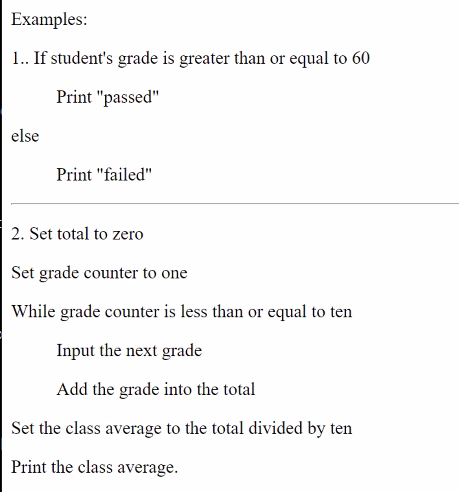 Examples:
1.. If student's grade is greater than or equal to 60
Print "passed"
else
Print "failed"
2. Set total to zero
Set grade counter to one
While grade counter is less than or equal to ten
Input the next grade
Add the grade into the total
Set the class average to the total divided by ten
Print the class average.